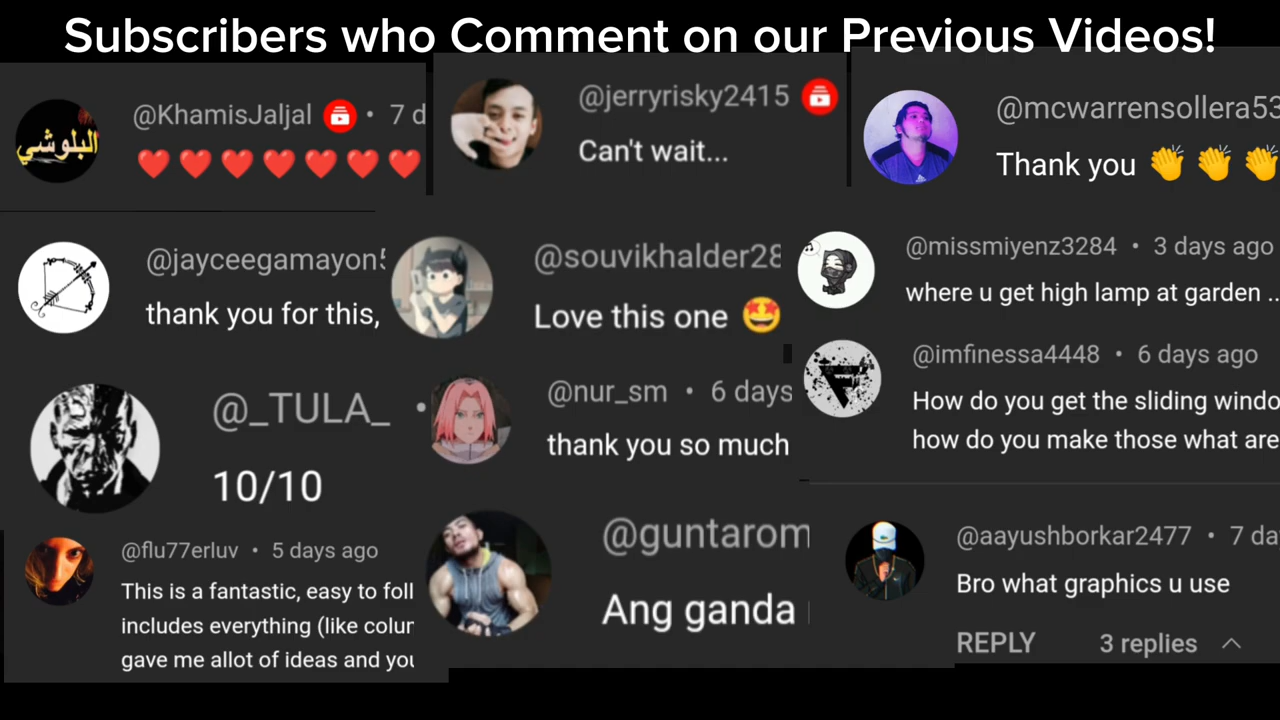 Subscribers who Comment on our Previous Videos!
البلوشي
@KhamisJaljal • 7 d
❤️❤️❤️❤️❤️❤️❤️
@jerryrisky2415
Can't wait...
@mcwarrensollera53
Thank you 👏👏👏
@jayceegamayon5
thank you for this,
@souvikhalder28
Love this one 🤩
@missmiyenz3284 • 3 days ago
where u get high lamp at garden ..
@imfinessa4448 • 6 days ago
How do you get the sliding windo
how do you make those what are
@_TULA_ •
10/10
@nur_sm • 6 days
thank you so much
@flu77erluv • 5 days ago
This is a fantastic, easy to foll
includes everything (like colur
gave me allot of ideas and you
@guntarom
Ang ganda
@aayushborkar2477 • 7 da
Bro what graphics u use
REPLY 3 replies